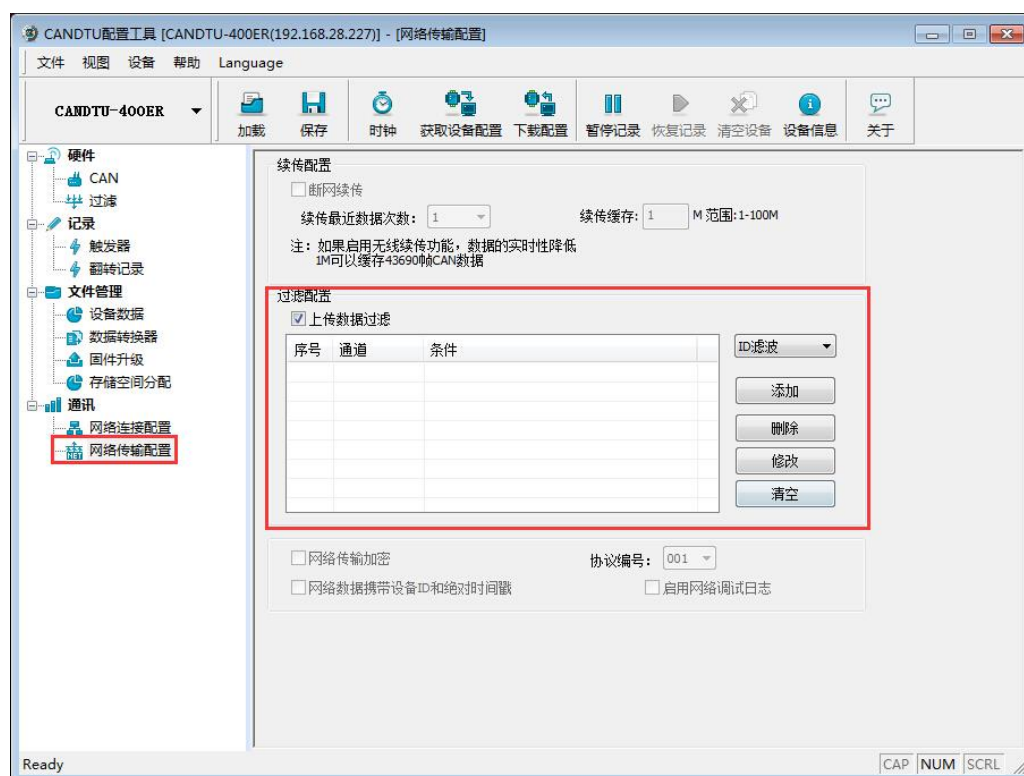 CANDTU配置工具 [CANDTU-400ER(192.168.28.227)] - [网络传输配置]
文件 视图 设备 帮助 Language
CANDTU-400ER
加载 保存 时钟 获取设备配置 下载配置 暂停记录 恢复记录 清空设备 设备信息 关于
硬件
CAN
过滤
记录
触发器
翻转记录
文件管理
设备数据
数据转换器
固件升级
存储空间分配
通讯
网络连接配置
网络传输配置
续传配置
断网续传
续传最近数据次数: 1 续传缓存: 1 M 范围:1-100M
注: 如果启用无线续传功能，数据的实时性降低
1M可以缓存43690帧CAN数据
过滤配置
上传数据过滤
序号 通道 条件
ID滤波
添加
删除
修改
清空
网络传输加密 协议编号: 001
网络数据携带设备ID和绝对时间戳 启用网络调试日志
Ready CAP NUM SCRL